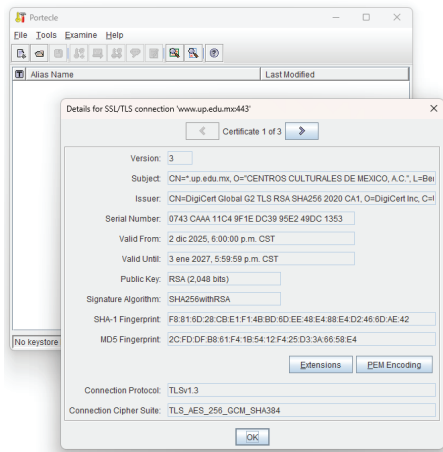 Portecle
File Tools Examine Help
Alias Name Last Modified
Details for SSL/TLS connection 'www.up.edu.mx:443'
Certificate 1 of 3
Version: 3
Subject: CN=*.up.edu.mx, O="CENTROS CULTURALES DE MEXICO, A.C.", L=Be
Issuer: CN=DigiCert Global G2 TLS RSA SHA256 2020 CA1, O=DigiCert Inc, C=
Serial Number: 0743 CAAA 11C4 9F1E DC39 95E2 49DC 1353
Valid From: 2 dic 2025, 6:00:00 p.m. CST
Valid Until: 3 ene 2027, 5:59:59 p.m. CST
Public Key: RSA (2,048 bits)
Signature Algorithm: SHA256withRSA
SHA-1 Fingerprint: F8:81:6D:28:CB:E1:F1:4B:BD:6D:EE:48:E4:88:E4:D2:46:6D:AE:42
No keystore
MD5 Fingerprint: 2C:FD:DF:B8:61:F4:1B:54:12:F4:25:D3:3A:66:58:E4
Extensions PEM Encoding
Connection Protocol: TLSv1.3
Connection Cipher Suite: TLS_AES_256_GCM_SHA384
OK